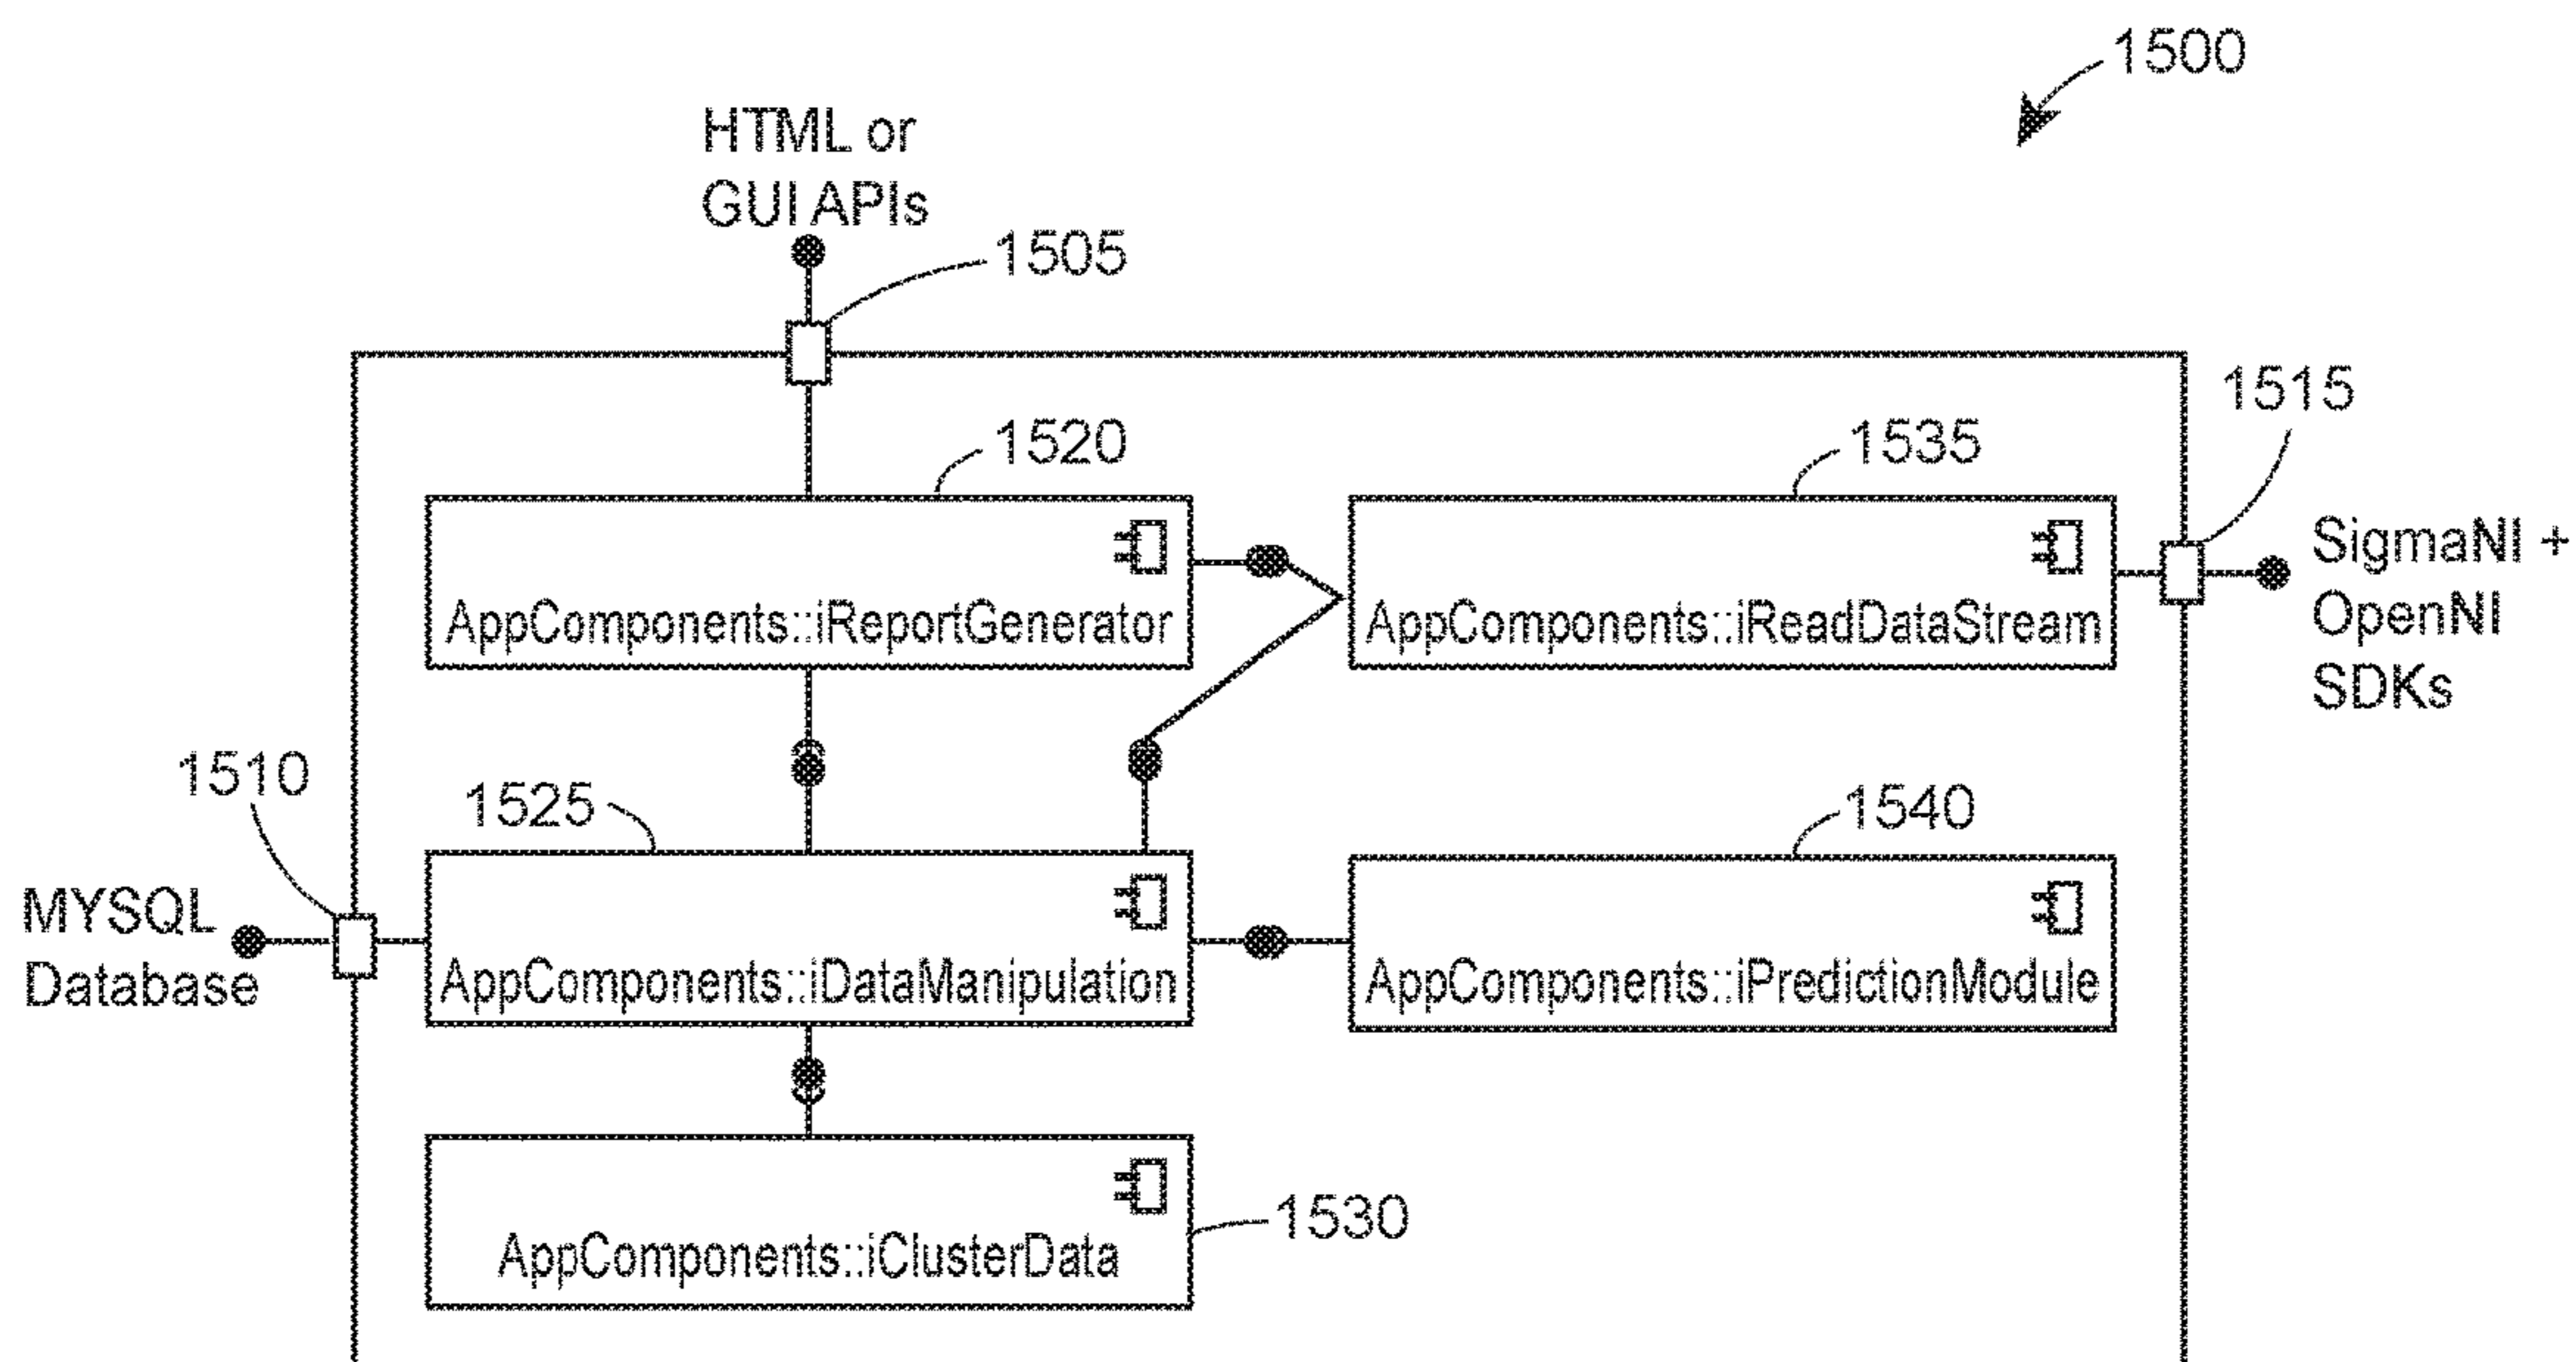 1500
HTML or
GUI APIs
1505
1515
1520
1535
SigmaNI +
OpenNI
SDKs
AppComponents::iReportGenerator
AppComponents::iReadDataStream
1510
1525
1540
MYSQL
Database
AppComponents::iDataManipulation
AppComponents::iPredictionModule
1530
AppComponents::iClusterData